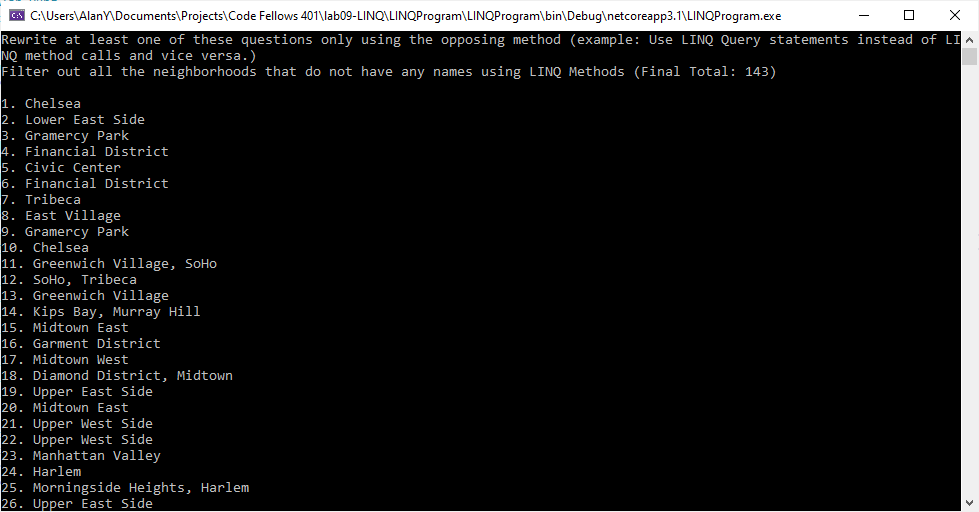 C:\Users\AlanY\Documents\Projects\Code Fellows 401\lab09-LINQ\LINQProgram\LINQProgram\bin\Debug\netcoreapp3.1\LINQProgram.exe
Rewrite at least one of these questions only using the opposing method (example: Use LINQ Query statements instead of LI
NQ method calls and vice versa.)
Filter out all the neighborhoods that do not have any names using LINQ Methods (Final Total: 143)
1. Chelsea
2. Lower East Side
3. Gramercy Park
4. Financial District
5. Civic Center
6. Financial District
7. Tribeca
8. East Village
9. Gramercy Park
10. Chelsea
11. Greenwich Village, SoHo
12. SoHo, Tribeca
13. Greenwich Village
14. Kips Bay, Murray Hill
15. Midtown East
16. Garment District
17. Midtown West
18. Diamond District, Midtown
19. Upper East Side
20. Midtown East
21. Upper West Side
22. Upper West Side
23. Manhattan Valley
24. Harlem
25. Morningside Heights, Harlem
26. Upper East Side